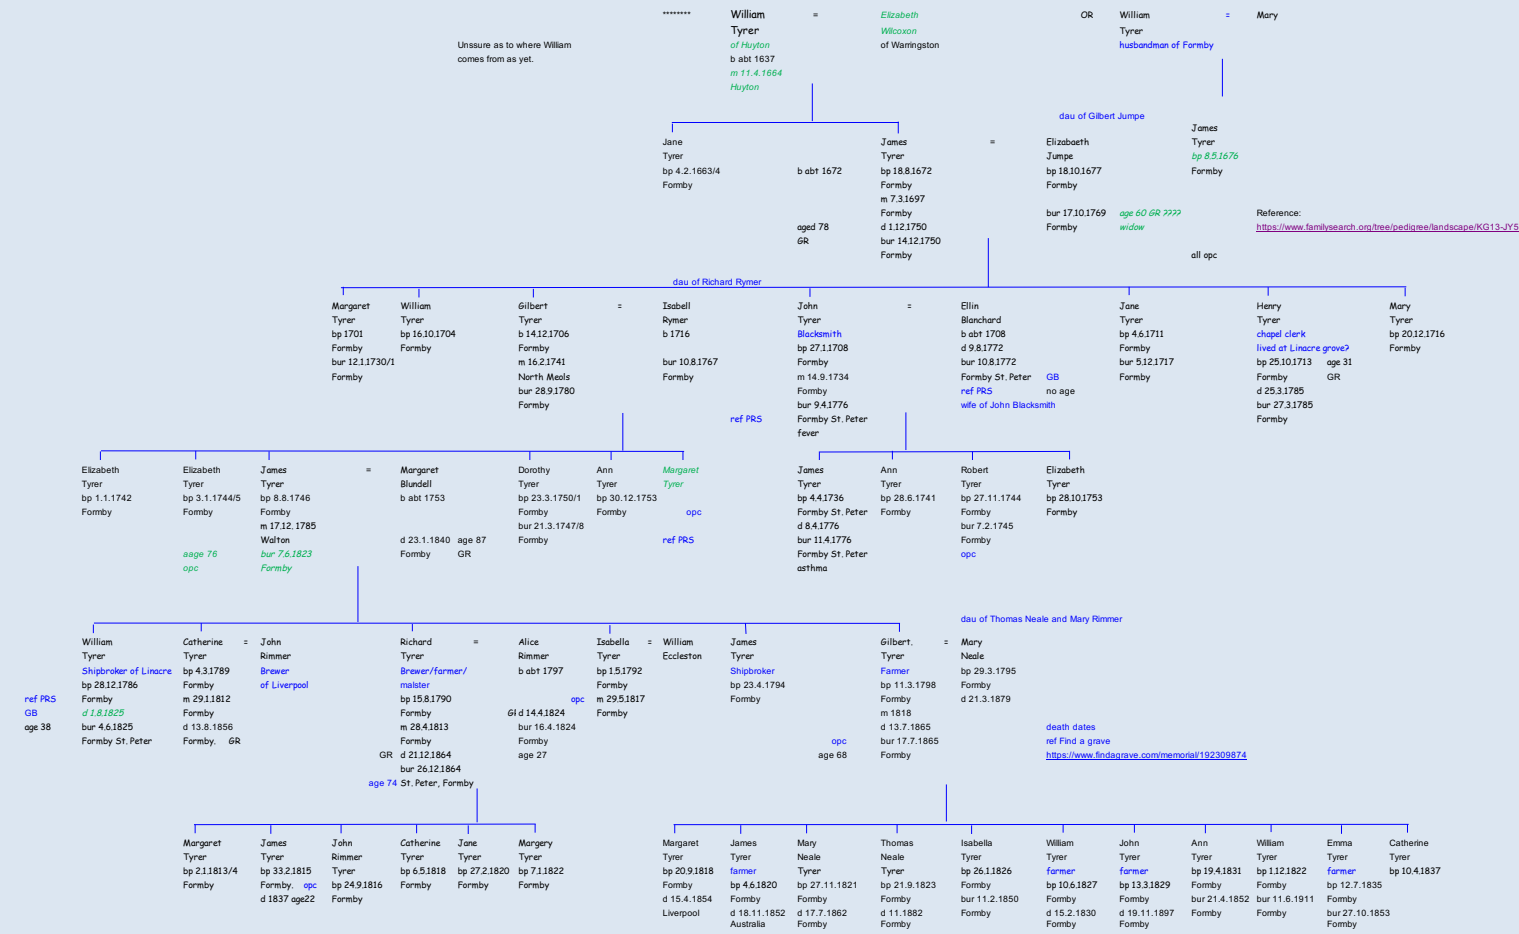 ********
William
Tyrer
of Huyton
b abt 1637
m 11.4.1664
Huyton
=
Elizabeth
Wilcoxon
of Warringston
OR
William
Tyrer
husbandman of Formby
=
Mary
Unssure as to where William
comes from as yet.
dau of Gilbert Jumpe
Jane
Tyrer
bp 4.2.1663/4
Formby
b abt 1672
aged 78
GR
James
Tyrer
bp 18.8.1672
Formby
m 7.3.1697
Formby
d 1.12.1750
bur 14.12.1750
Formby
=
Elizabaeth
Jumpe
bp 18.10.1677
Formby
bur 17.10.1769
Formby
age 60 GR ????
widow
James
Tyrer
bp 8.5.1676
Formby
all opc
Reference:
https://www.familysearch.org/tree/pedigree/landscape/KG13-JY5
dau of Richard Rymer
Margaret
Tyrer
bp 1701
Formby
bur 12.1.1730/1
Formby
William
Tyrer
bp 16.10.1704
Formby
Gilbert
Tyrer
b 14.12.1706
Formby
m 16.2.1741
North Meols
bur 28.9.1780
Formby
=
Isabell
Rymer
b 1716
bur 10.8.1767
Formby
ref PRS
John
Tyrer
Blacksmith
bp 27.1.1708
Formby
m 14.9.1734
Formby
bur 9.4.1776
Formby St. Peter
fever
=
Ellin
Blanchard
b abt 1708
d 9.8.1772
bur 10.8.1772
Formby St. Peter
ref PRS
wife of John Blacksmith
GB
no age
Jane
Tyrer
bp 4.6.1711
Formby
bur 5.12.1717
Formby
Henry
Tyrer
chapel clerk
lived at Linacre grove?
bp 25.10.1713
age 31
Formby
GR
d 25.3.1785
bur 27.3.1785
Formby
Mary
Tyrer
bp 20.12.1716
Formby
Elizabeth
Tyrer
bp 1.1.1742
Formby
Elizabeth
Tyrer
bp 3.1.1744/5
Formby
aage 76
opc
James
Tyrer
bp 8.8.1746
Formby
m 17.12. 1785
Walton
bur 7.6.1823
Formby
=
Margaret
Blundell
b abt 1753
d 23.1.1840
age 87
Formby
GR
Dorothy
Tyrer
bp 23.3.1750/1
Formby
bur 21.3.1747/8
Formby
Ann
Tyrer
bp 30.12.1753
Formby
Margaret
Tyrer
opc
ref PRS
James
Tyrer
bp 4.4.1736
Formby St. Peter
d 8.4.1776
bur 11.4.1776
Formby St. Peter
asthma
Ann
Tyrer
bp 28.6.1741
Formby
Robert
Tyrer
bp 27.11.1744
Formby
bur 7.2.1745
Formby
opc
Elizabeth
Tyrer
bp 28.10.1753
Formby
dau of Thomas Neale and Mary Rimmer
ref PRS
GB
age 38
William
Tyrer
Shipbroker of Linacre
bp 28.12.1786
Formby
d 1.8.1825
bur 4.6.1825
Formby St. Peter
Catherine
Tyrer
bp 4.3.1789
Formby
m 29.1.1812
Formby
d 13.8.1856
Formby.
GR
=
John
Rimmer
Brewer
of Liverpool
Richard
Tyrer
Brewer/farmer/
malster
bp 15.8.1790
Formby
m 28.4.1813
Formby
GR
d 21.12.1864
bur 26.12.1864
age 74
St. Peter, Formby
=
Alice
Rimmer
b abt 1797
d 14.4.1824
bur 16.4.1824
Formby
age 27
opc
Isabella
Tyrer
bp 1.5.1792
Formby
m 29.5.1817
Formby
=
William
Eccleston
James
Tyrer
Shipbroker
bp 23.4.1794
Formby
opc
age 68
Gilbert.
Tyrer
Farmer
bp 11.3.1798
Formby
m 1818
d 13.7.1865
bur 17.7.1865
Formby
=
Mary
Neale
bp 29.3.1795
Formby
d 21.3.1879
death dates
ref Find a grave
https://www.findagrave.com/memorial/192309874
Margaret
Tyrer
bp 2.1.1813/4
Formby
James
Tyrer
bp 33.2.1815
Formby.
opc
d 1837 age22
John
Rimmer
Tyrer
bp 24.9.1816
Formby
Catherine
Tyrer
bp 6.5.1818
Formby
Jane
Tyrer
bp 27.2.1820
Formby
Margery
Tyrer
bp 7.1.1822
Formby
Margaret
Tyrer
bp 20.9.1818
Formby
d 15.4.1854
Liverpool
James
Tyrer
farmer
bp 4.6.1820
Formby
d 18.11.1852
Australia
Mary
Neale
Tyrer
bp 27.11.1821
Formby
d 17.7.1862
Formby
Thomas
Neale
Tyrer
bp 21.9.1823
Formby
d 11.1882
Formby
Isabella
Tyrer
bp 26.1.1826
Formby
bur 11.2.1850
Formby
William
Tyrer
farmer
bp 10.6.1827
Formby
d 15.2.1830
Formby
John
Tyrer
farmer
bp 13.3.1829
Formby
d 19.11.1897
Formby
Ann
Tyrer
bp 19.4.1831
Formby
bur 21.4.1852
Formby
William
Tyrer
bp 1.12.1822
Formby
bur 11.6.1911
Formby
Emma
Tyrer
farmer
bp 12.7.1835
Formby
bur 27.10.1853
Formby
Catherine
Tyrer
bp 10.4.1837